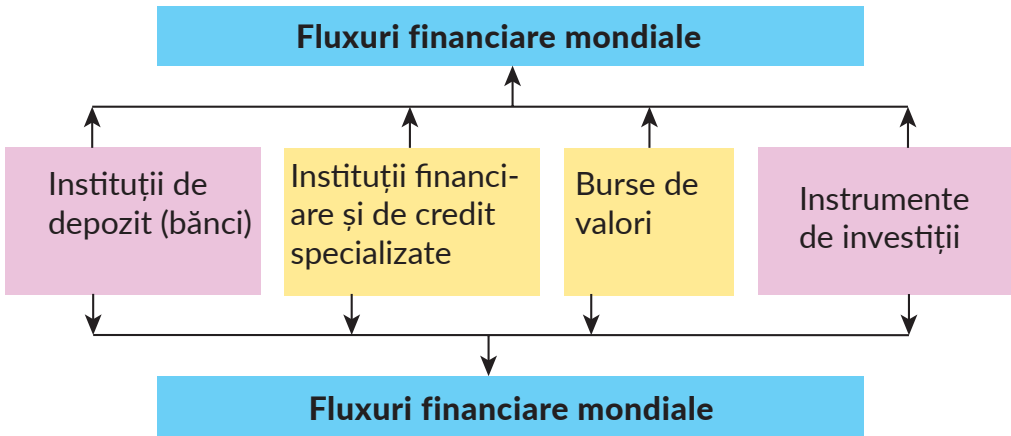 Fluxuri financiare mondiale
Instituții de
depozit (bănci)
Instituții financi-
are și de credit
specializate
Burse de
valori
Instrumente
de investiții
Fluxuri financiare mondiale